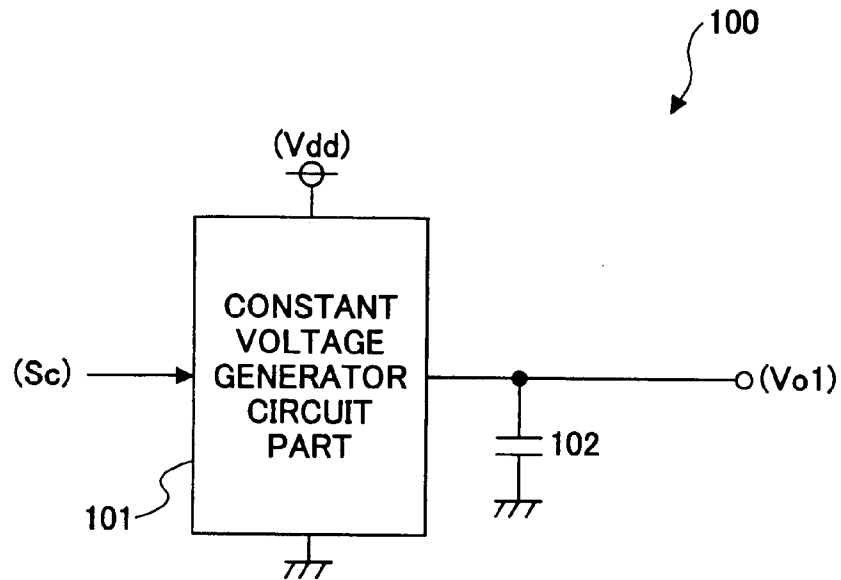 100
(Vdd)
CONSTANT
VOLTAGE
GENERATOR
CIRCUIT
PART
(Sc)
(Vo1)
102
101